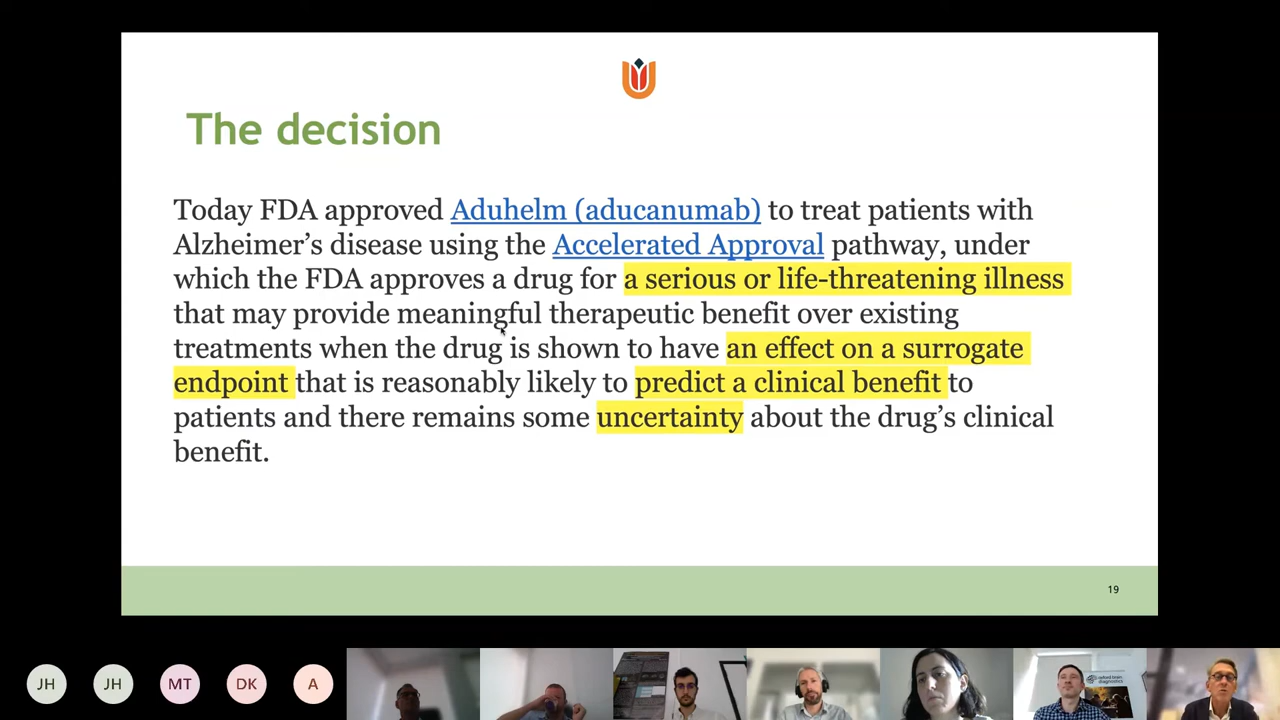 The decision
Today FDA approved Aduhelm (aducanumab) to treat patients with
Alzheimer’s disease using the Accelerated Approval pathway, under
which the FDA approves a drug for a serious or life-threatening illness
that may provide meaningful therapeutic benefit over existing
treatments when the drug is shown to have an effect on a surrogate
endpoint that is reasonably likely to predict a clinical benefit to
patients and there remains some uncertainty about the drug’s clinical
benefit.
19
JH
JH
MT
DK
A